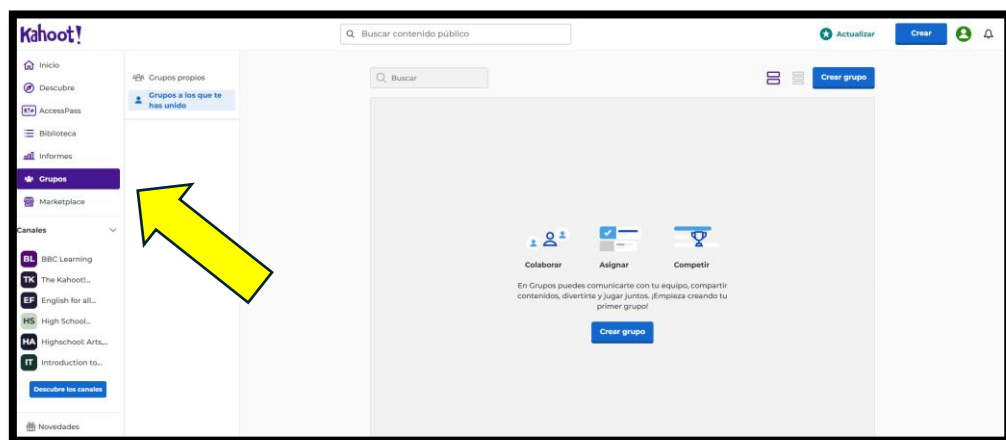 Kahoot!
Buscar contenido público
Actualizar
Crear
Inicio
Descubre
AccessPass
Biblioteca
Informes
Grupos
Marketplace
Canales
BL BBC Learning
TK The Kahoot!...
EF English for all...
HS High School...
HA Highschool: Arts,...
IT Introduction to...
Descubre los canales
Novedades
Grupos propios
Grupos a los que te
has unido
Buscar
Crear grupo
Colaborar Asignar Competir
En Grupos puedes comunicarte con tu equipo, compartir
contenidos, divertirte y jugar juntos. ¡Empieza creando tu
primer grupo!
Crear grupo